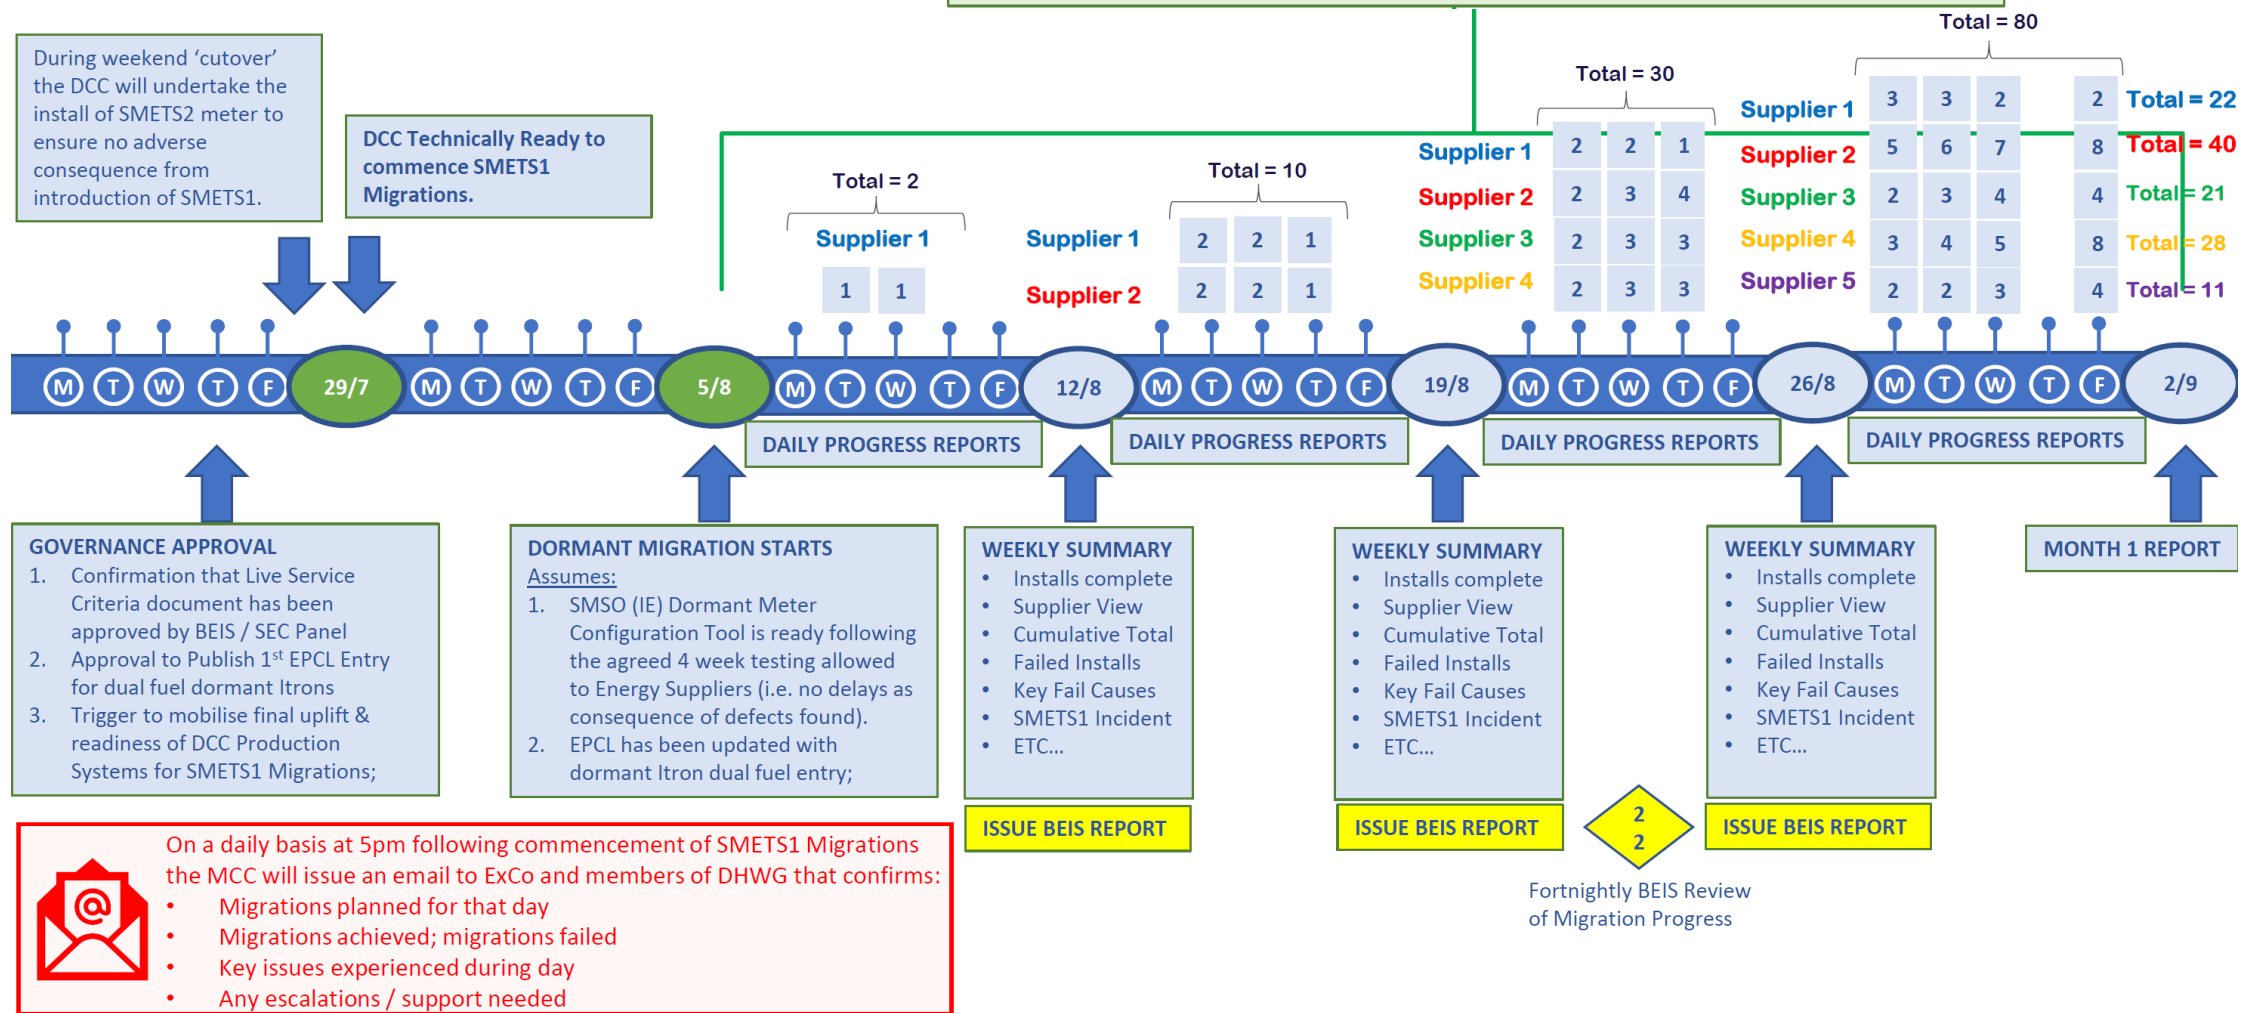 During weekend ‘cutover’
the DCC will undertake the
install of SMETS2 meter to
ensure no adverse
consequence from
introduction of SMETS1.
DCC Technically Ready to
commence SMETS1
Migrations.
Total = 2
Supplier 1
1 1
Total = 10
Supplier 1 2 2 1
Supplier 2 2 2 1
Total = 30
Supplier 1 2 2 1
Supplier 2 2 3 4
Supplier 3 2 3 3
Supplier 4 2 3 3
Total = 80
Supplier 1 3 3 2 2 Total = 22
Supplier 2 5 6 7 8 Total = 40
Supplier 3 2 3 4 4 Total = 21
Supplier 4 3 4 5 8 Total = 28
Supplier 5 2 2 3 4 Total = 11
M T W T F 29/7 M T W T F 5/8 M T W T F 12/8 M T W T F 19/8 M T W T F 26/8 M T W T F 2/9
DAILY PROGRESS REPORTS
DAILY PROGRESS REPORTS
DAILY PROGRESS REPORTS
DAILY PROGRESS REPORTS
GOVERNANCE APPROVAL
1. Confirmation that Live Service
Criteria document has been
approved by BEIS / SEC Panel
2. Approval to Publish 1st EPCL Entry
for dual fuel dormant Itrons
3. Trigger to mobilise final uplift &
readiness of DCC Production
Systems for SMETS1 Migrations;
DORMANT MIGRATION STARTS
Assumes:
1. SMSO (IE) Dormant Meter
Configuration Tool is ready following
the agreed 4 week testing allowed
to Energy Suppliers (i.e. no delays as
consequence of defects found).
2. EPCL has been updated with
dormant Itron dual fuel entry;
WEEKLY SUMMARY
• Installs complete
• Supplier View
• Cumulative Total
• Failed Installs
• Key Fail Causes
• SMETS1 Incident
• ETC...
ISSUE BEIS REPORT
WEEKLY SUMMARY
• Installs complete
• Supplier View
• Cumulative Total
• Failed Installs
• Key Fail Causes
• SMETS1 Incident
• ETC...
ISSUE BEIS REPORT
2
2
Fortnightly BEIS Review
of Migration Progress
WEEKLY SUMMARY
• Installs complete
• Supplier View
• Cumulative Total
• Failed Installs
• Key Fail Causes
• SMETS1 Incident
• ETC...
ISSUE BEIS REPORT
MONTH 1 REPORT
@
On a daily basis at 5pm following commencement of SMETS1 Migrations
the MCC will issue an email to ExCo and members of DHWG that confirms:
• Migrations planned for that day
• Migrations achieved; migrations failed
• Key issues experienced during day
• Any escalations / support needed